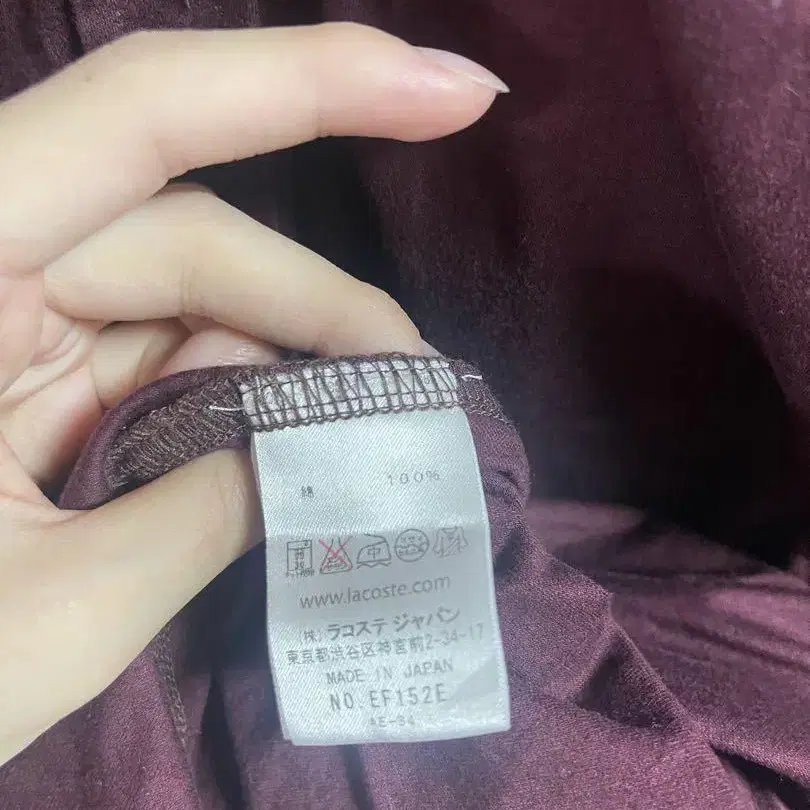 綿 100%
中
www.lacoste.com
(株) ラコステ ジャパン
東京都渋谷区神宮前2-34-17
MADE IN JAPAN
NO.EF152E